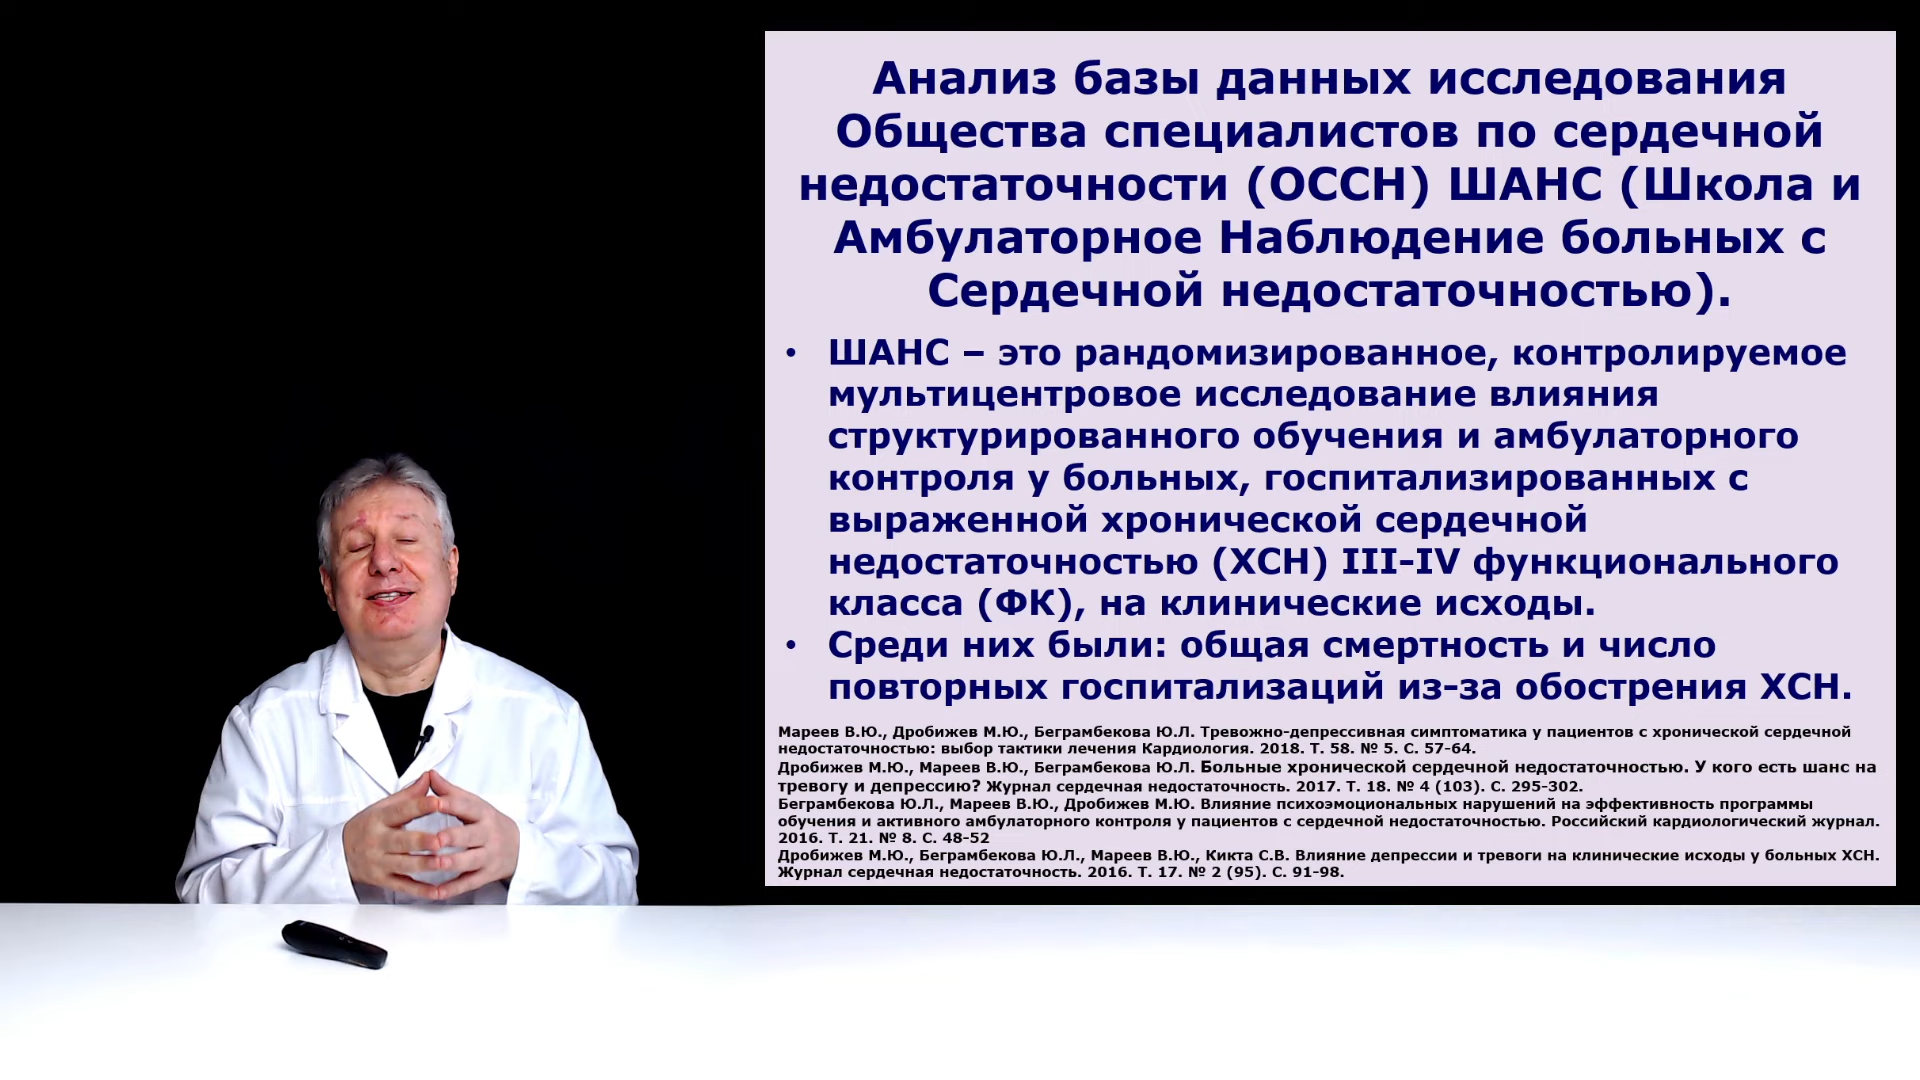 Анализ базы данных исследования
Общества специалистов по сердечной
недостаточности (ОССН) ШАНС (Школа и
Амбулаторное Наблюдение больных с
Сердечной недостаточностью).
• ШАНС – это рандомизированное, контролируемое
мультицентровое исследование влияния
структурированного обучения и амбулаторного
контроля у больных, госпитализированных с
выраженной хронической сердечной
недостаточностью (ХСН) III-IV функционального
класса (ФК), на клинические исходы.
• Среди них были: общая смертность и число
повторных госпитализаций из-за обострения ХСН.
Мареев В.Ю., Дробижев М.Ю., Беграмбекова Ю.Л. Тревожно-депрессивная симптоматика у пациентов с хронической сердечной
недостаточностью: выбор тактики лечения Кардиология. 2018. Т. 58. № 5. С. 57-64.
Дробижев М.Ю., Мареев В.Ю., Беграмбекова Ю.Л. Больные хронической сердечной недостаточностью. У кого есть шанс на
тревогу и депрессию? Журнал сердечная недостаточность. 2017. Т. 18. № 4 (103). С. 295-302.
Беграмбекова Ю.Л., Мареев В.Ю., Дробижев М.Ю. Влияние психоэмоциональных нарушений на эффективность программы
обучения и активного амбулаторного контроля у пациентов с сердечной недостаточностью. Российский кардиологический журнал.
2016. Т. 21. № 8. С. 48-52
Дробижев М.Ю., Беграмбекова Ю.Л., Мареев В.Ю., Кикта С.В. Влияние депрессии и тревоги на клинические исходы у больных ХСН.
Журнал сердечная недостаточность. 2016. Т. 17. № 2 (95). С. 91-98.